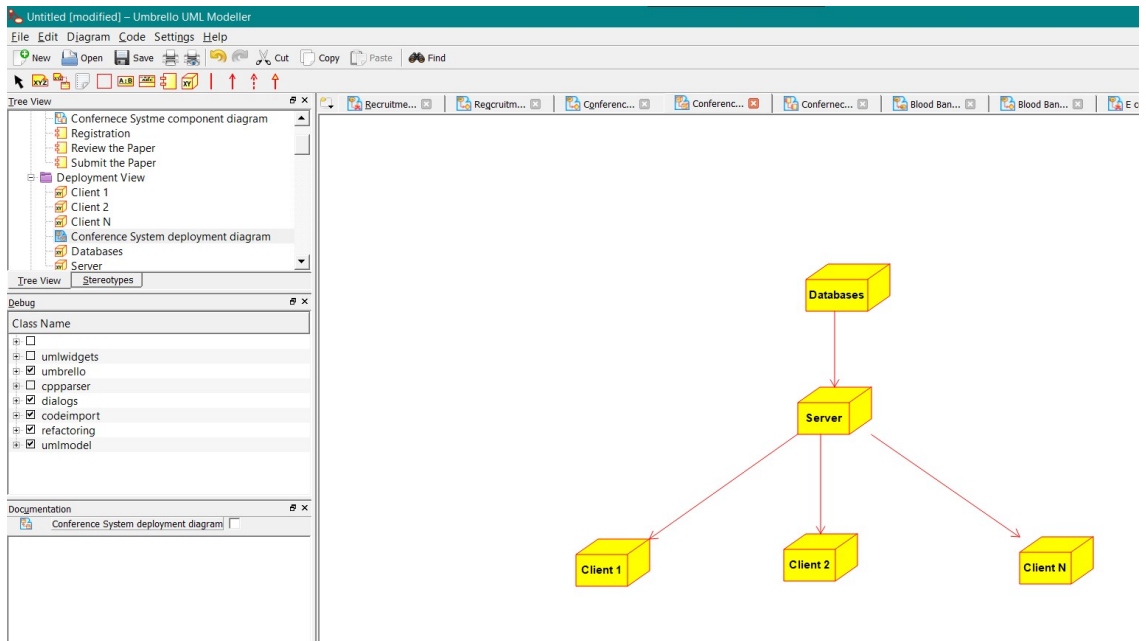 Untitled [modified] – Umbrello UML Modeller
File Edit Diagram Code Settings Help
New Open Save Cut Copy Paste Find
Tree View
Confernece Systme component diagram
Registration
Review the Paper
Submit the Paper
Deployment View
Client 1
Client 2
Client N
Conference System deployment diagram
Databases
Server
Tree View Stereotypes
Debug
Class Name
umlwidgets
umbrello
cppparser
dialogs
codeimport
refactoring
umlmodel
Documentation
Conference System deployment diagram
Recruitme... Regcruitm... Cpnferenc... Conferenc... Confernec... Blood Ban... Blood Ban... E c
Databases
Server
Client 1
Client 2
Client N